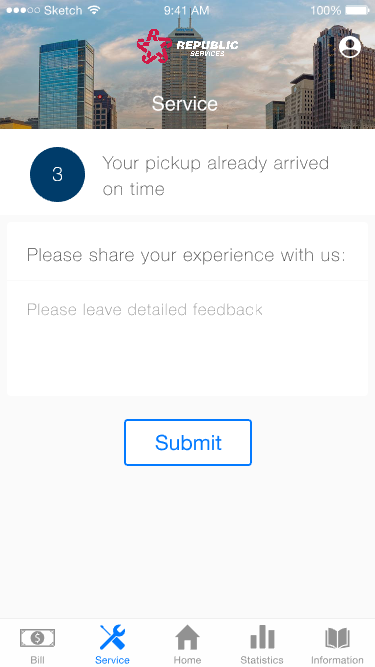 Sketch 9:41 AM 100%
REPUBLIC
SERVICES
Service
3
Your pickup already arrived
on time
Please share your experience with us:
Please leave detailed feedback
Submit
Bill Service Home Statistics Information